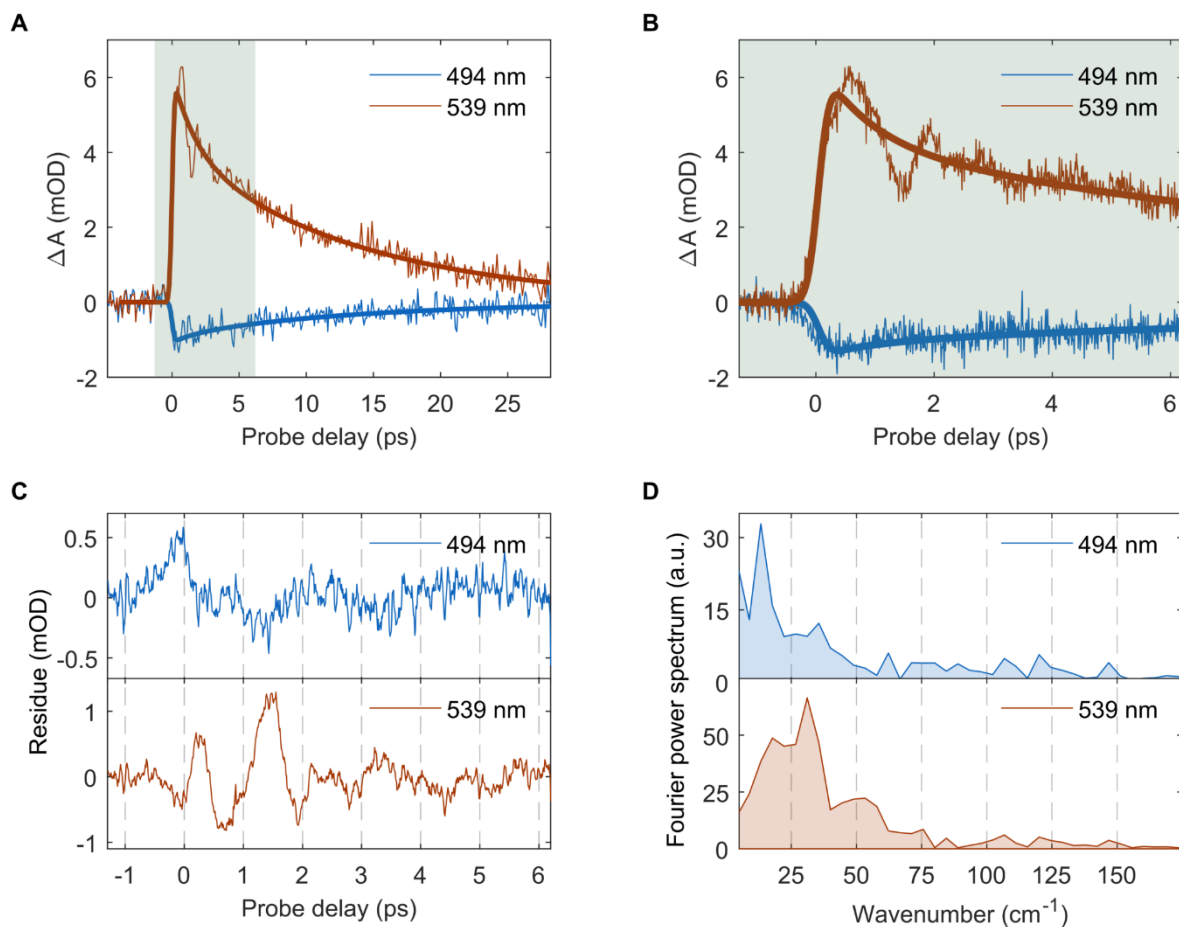 A
ΔA (mOD)
6
4
2
0
-2
494 nm
539 nm
0 5 10 15 20 25
Probe delay (ps)
B
ΔA (mOD)
6
4
2
0
-2
494 nm
539 nm
0 2 4 6
Probe delay (ps)
C
Residue (mOD)
0.5
0
-0.5
494 nm
1
0
-1
539 nm
-1 0 1 2 3 4 5 6
Probe delay (ps)
D
Fourier power spectrum (a.u.)
30
15
0
494 nm
50
25
0
539 nm
25 50 75 100 125 150
Wavenumber (cm⁻¹)